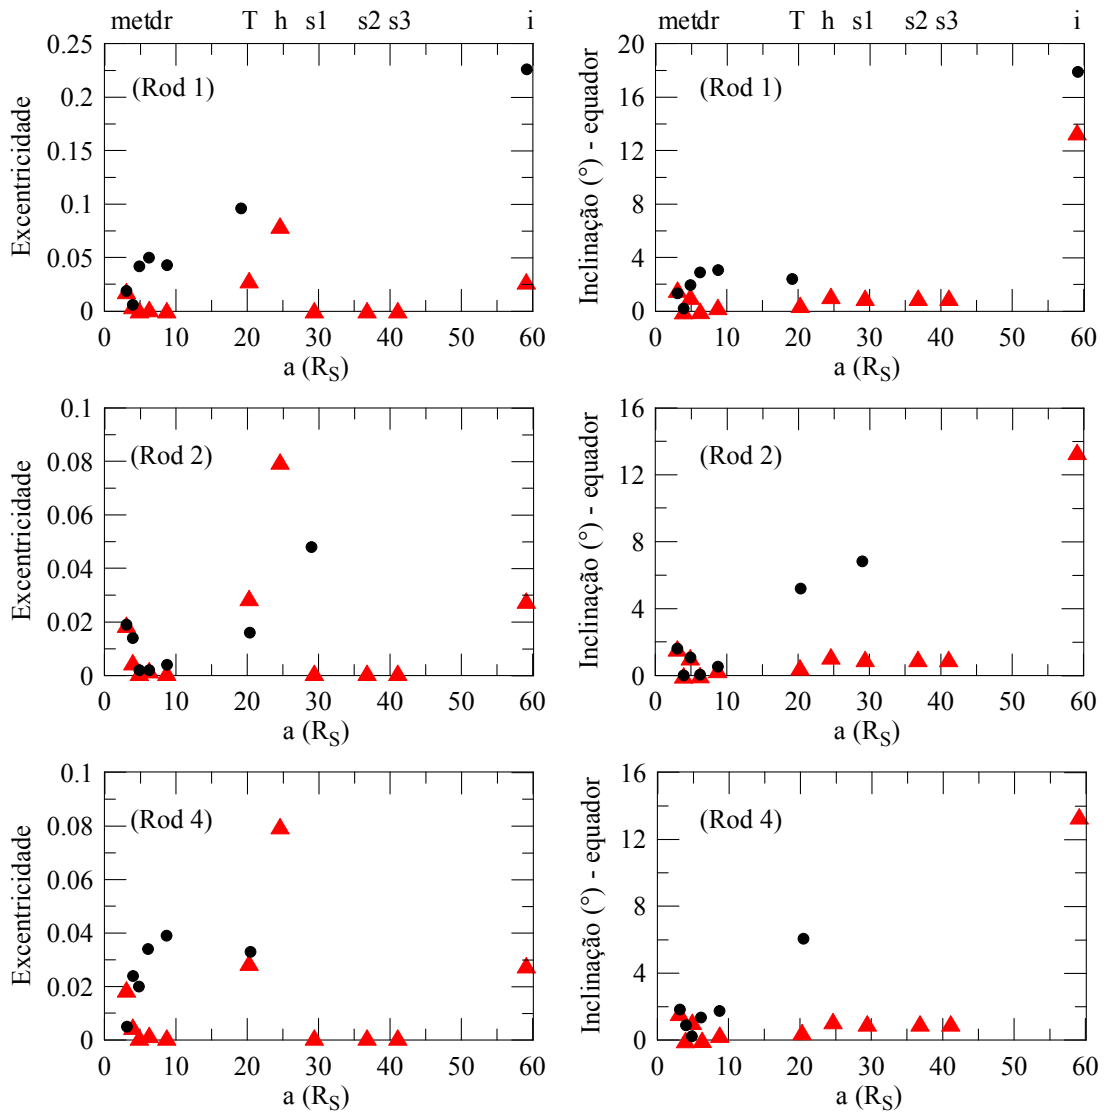 metdr T h s1 s2 s3 i
0.25
0.2
0.15
0.1
0.05
0
Excentricidade
(Rod 1)
0 10 20 30 40 50 60
a (R_S)
metdr T h s1 s2 s3 i
20
16
12
8
4
0
Inclinação (°) - equador
(Rod 1)
0 10 20 30 40 50 60
a (R_S)
0.1
0.08
0.06
0.04
0.02
0
Excentricidade
(Rod 2)
0 10 20 30 40 50 60
a (R_S)
16
12
8
4
0
Inclinação (°) - equador
(Rod 2)
0 10 20 30 40 50 60
a (R_S)
0.1
0.08
0.06
0.04
0.02
0
Excentricidade
(Rod 4)
0 10 20 30 40 50 60
a (R_S)
16
12
8
4
0
Inclinação (°) - equador
(Rod 4)
0 10 20 30 40 50 60
a (R_S)